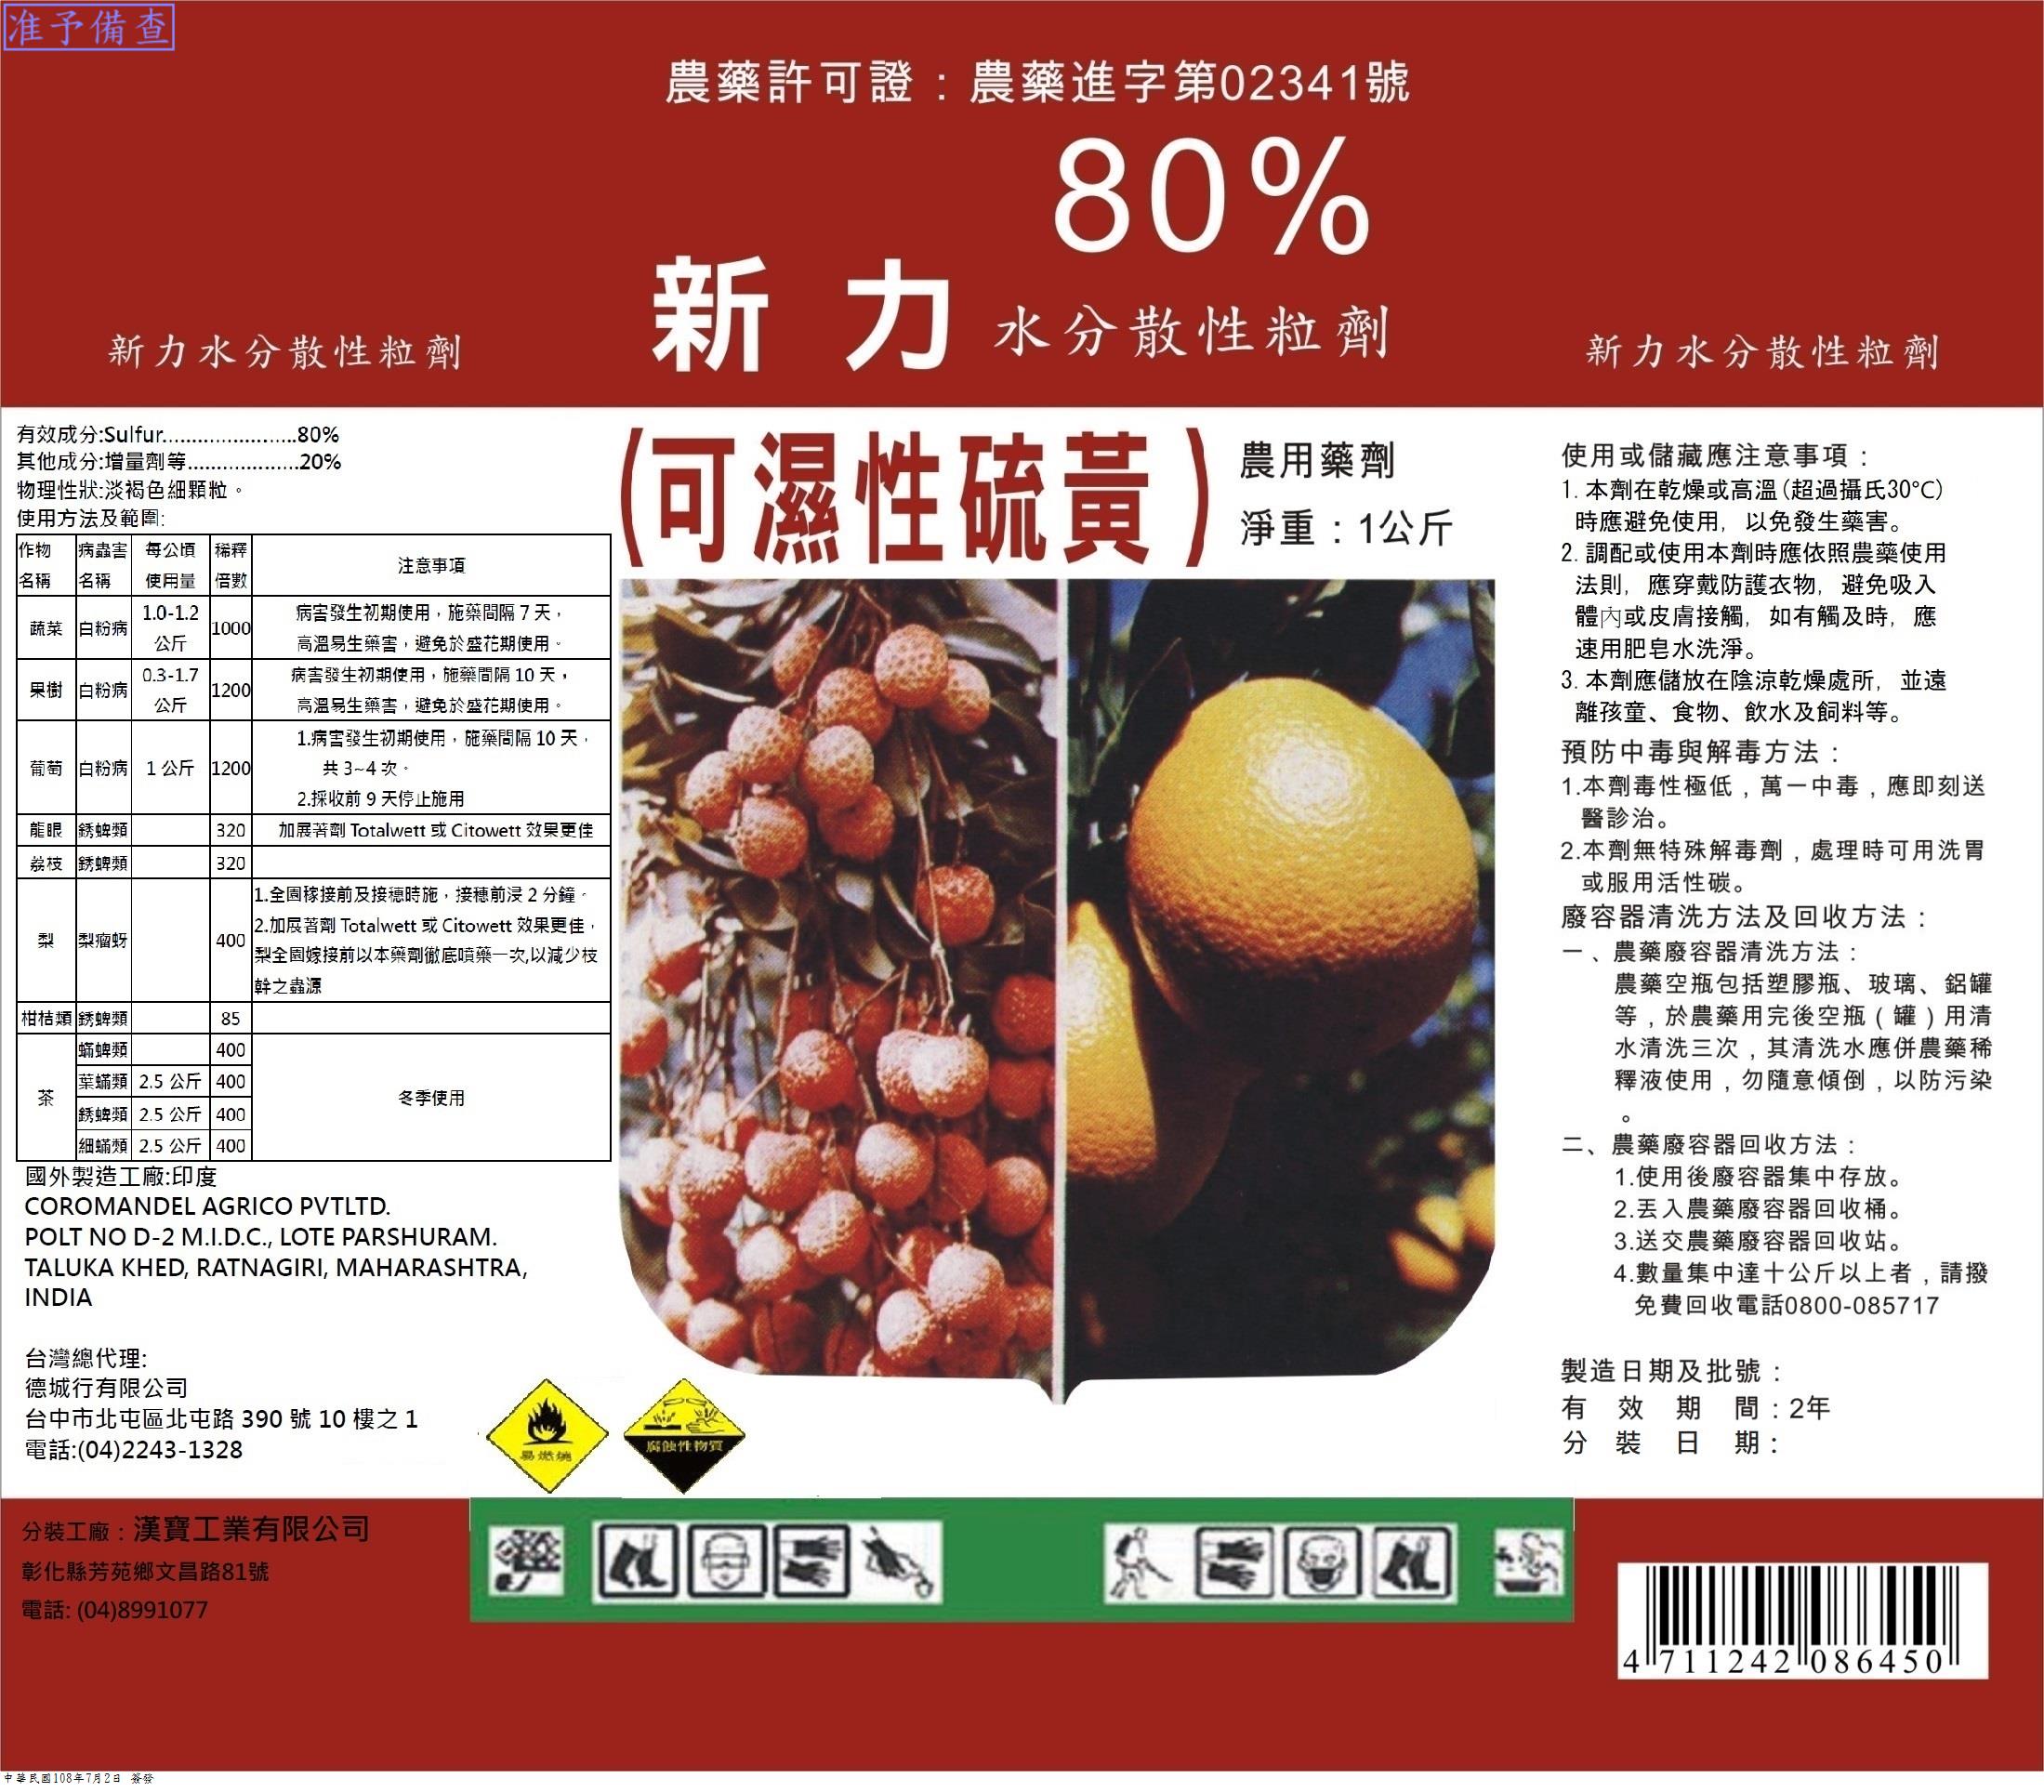 准予備查
農藥許可證：農藥進字第02341號
80%
新力 水分散性粒劑
新力水分散性粒劑
新力水分散性粒劑
有效成分:Sulfur.......................80%
其他成分:增量劑等...................20%
物理性狀:淡褐色細顆粒。
使用方法及範圍:
作物名稱 病蟲害名稱 每公頃使用量 稀釋倍數 注意事項
蔬菜 白粉病 1.0-1.2公斤 1000 病害發生初期使用，施藥間隔 7 天，
高溫易生藥害，避免於盛花期使用。
果樹 白粉病 0.3-1.7公斤 1200 病害發生初期使用，施藥間隔 10 天，
高溫易生藥害，避免於盛花期使用。
葡萄 白粉病 1 公斤 1200 1.病害發生初期使用，施藥間隔 10 天，
共 3~4 次。
2.採收前 9 天停止施用
龍眼 銹蜱類 320 加展著劑 Totalwett 或 Citowett 效果更佳
荔枝 銹蜱類 320
梨 梨瘤蚜 400 1.全園稼接前及接穗時施，接穗前浸 2 分鐘。
2.加展著劑 Totalwett 或 Citowett 效果更佳，
梨全園嫁接前以本藥劑徹底噴藥一次,以減少枝
幹之蟲源
柑桔類 銹蜱類 85
茶 蟎蜱類 400 冬季使用
葉蟎類 2.5 公斤 400
銹蜱類 2.5 公斤 400
細蟎類 2.5 公斤 400
國外製造工廠:印度
COROMANDEL AGRICO PVTLTD.
POLT NO D-2 M.I.D.C., LOTE PARSHURAM.
TALUKA KHED, RATNAGIRI, MAHARASHTRA,
INDIA
台灣總代理:
德城行有限公司
台中市北屯區北屯路 390 號 10 樓之 1
電話:(04)2243-1328
易燃燒
腐蝕性物質
分裝工廠：漢寶工業有限公司
彰化縣芳苑鄉文昌路81號
電話: (04)8991077
(可濕性硫黃)
農用藥劑
淨重：1公斤
使用或儲藏應注意事項：
1.本劑在乾燥或高溫(超過攝氏30℃)
時應避免使用，以免發生藥害。
2.調配或使用本劑時應依照農藥使用
法則，應穿戴防護衣物，避免吸入
體內或皮膚接觸，如有觸及時，應
速用肥皂水洗淨。
3.本劑應儲放在陰涼乾燥處所，並遠
離孩童、食物、飲水及飼料等。
預防中毒與解毒方法：
1.本劑毒性極低，萬一中毒，應即刻送
醫診治。
2.本劑無特殊解毒劑，處理時可用洗胃
或服用活性碳。
廢容器清洗方法及回收方法：
一、農藥廢容器清洗方法：
農藥空瓶包括塑膠瓶、玻璃、鋁罐
等，於農藥用完後空瓶（罐）用清
水清洗三次，其清洗水應併農藥稀
釋液使用，勿隨意傾倒，以防污染
。
二、農藥廢容器回收方法：
1.使用後廢容器集中存放。
2.丟入農藥廢容器回收桶。
3.送交農藥廢容器回收站。
4.數量集中達十公斤以上者，請撥
免費回收電話0800-085717
製造日期及批號：
有效期間：2年
分裝日期：
4 711242 086450
中華民國108年7月2日 簽發